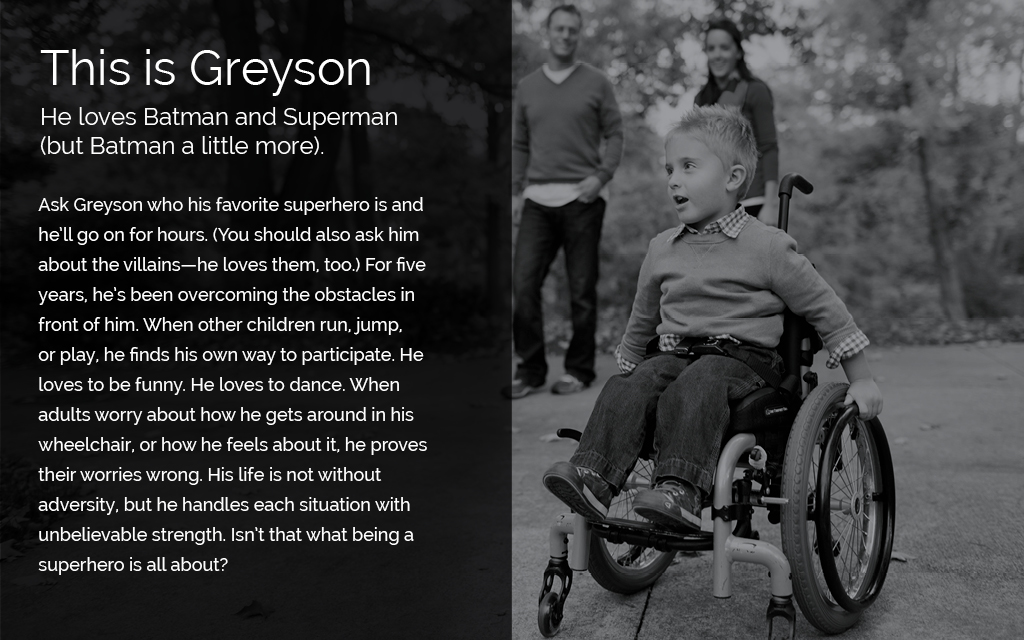 This is Greyson
He loves Batman and Superman
(but Batman a little more).
Ask Greyson who his favorite superhero is and
he'll go on for hours. (You should also ask him
about the villains—he loves them, too.) For five
years, he's been overcoming the obstacles in
front of him. When other children run, jump,
or play, he finds his own way to participate. He
loves to be funny. He loves to dance. When
adults worry about how he gets around in his
wheelchair, or how he feels about it, he proves
their worries wrong. His life is not without
adversity, but he handles each situation with
unbelievable strength. Isn't that what being a
superhero is all about?